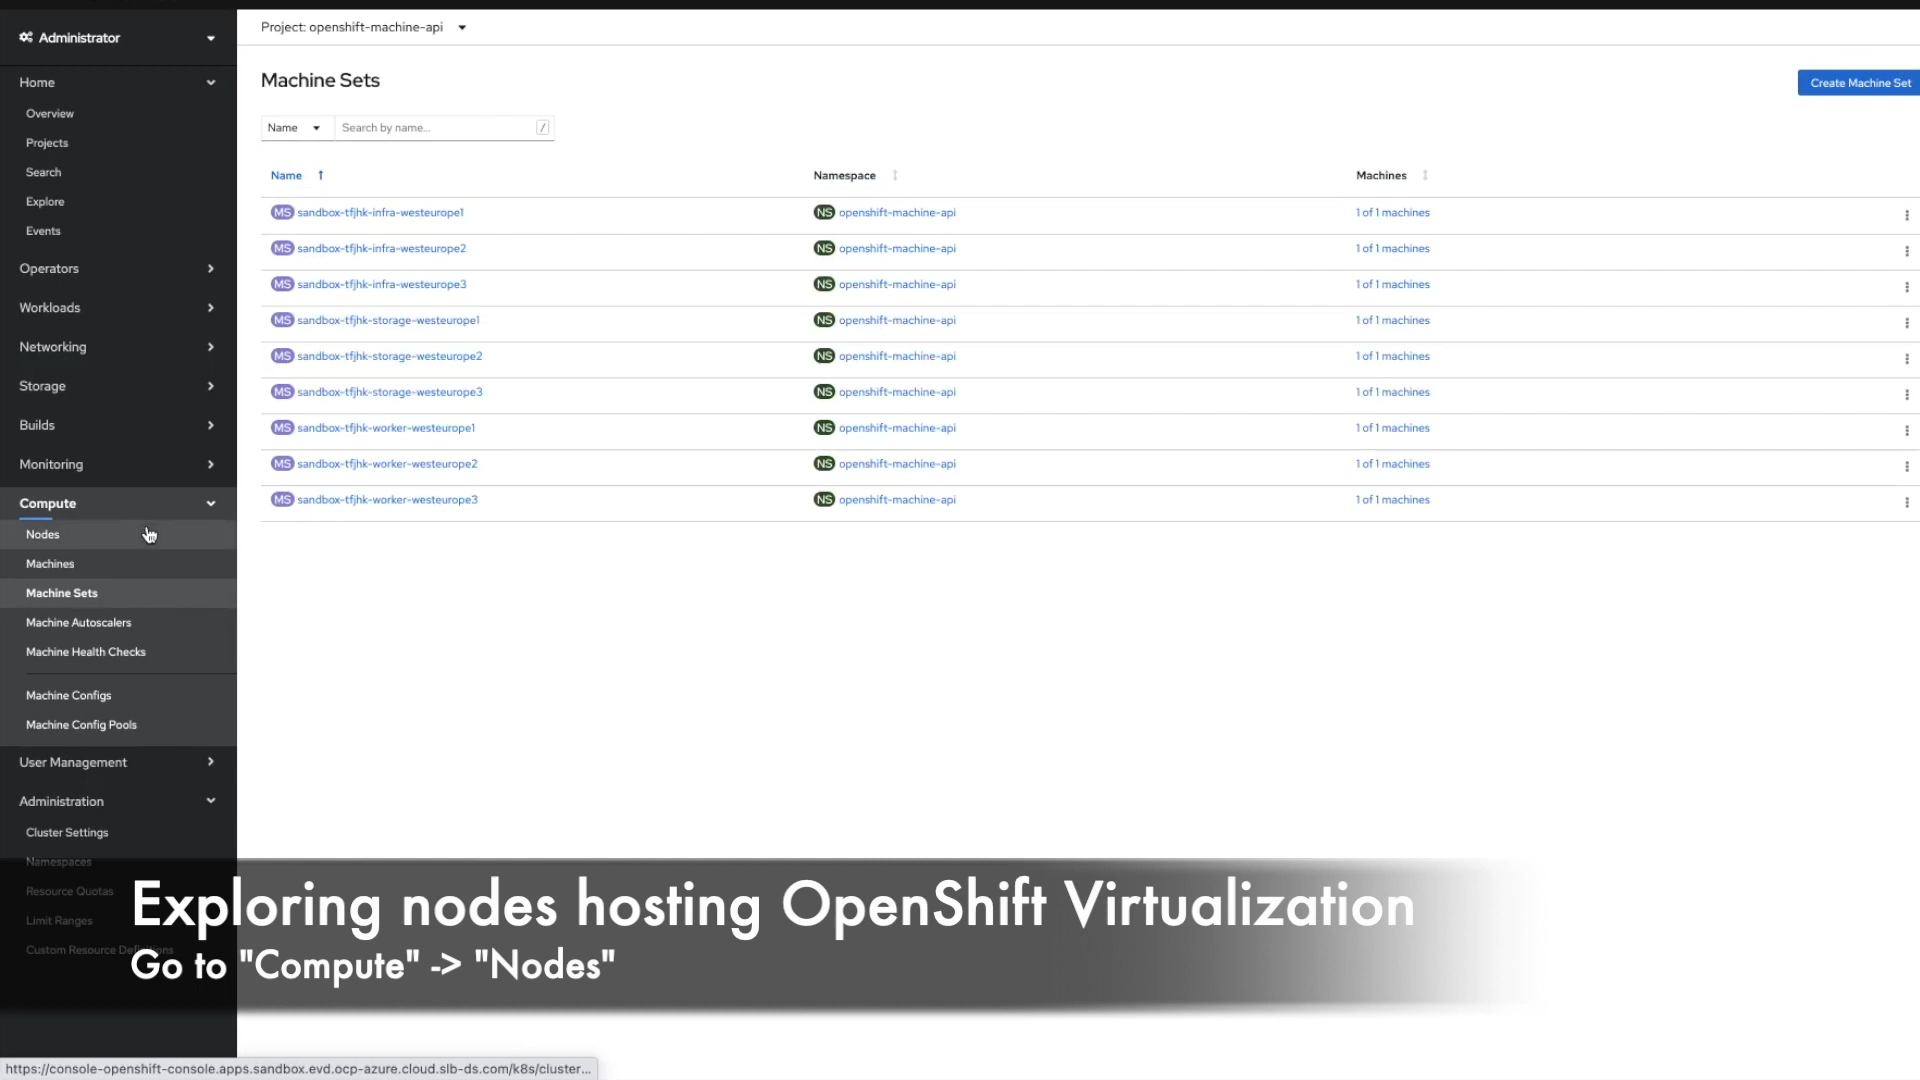 Administrator
Project: openshift-machine-api
Home
Overview
Projects
Search
Explore
Events
Operators
Workloads
Networking
Storage
Builds
Monitoring
Compute
Nodes
Machines
Machine Sets
Machine Autoscalers
Machine Health Checks
Machine Configs
Machine Config Pools
User Management
Administration
Cluster Settings
Namespaces
Resource Quotas
Limit Ranges
Custom Resource Definitions
Machine Sets
Create Machine Set
Name Search by name... /
Name Namespace Machines
MS sandbox-tfjhk-infra-westeurope1 NS openshift-machine-api 1 of 1 machines
MS sandbox-tfjhk-infra-westeurope2 NS openshift-machine-api 1 of 1 machines
MS sandbox-tfjhk-infra-westeurope3 NS openshift-machine-api 1 of 1 machines
MS sandbox-tfjhk-storage-westeurope1 NS openshift-machine-api 1 of 1 machines
MS sandbox-tfjhk-storage-westeurope2 NS openshift-machine-api 1 of 1 machines
MS sandbox-tfjhk-storage-westeurope3 NS openshift-machine-api 1 of 1 machines
MS sandbox-tfjhk-worker-westeurope1 NS openshift-machine-api 1 of 1 machines
MS sandbox-tfjhk-worker-westeurope2 NS openshift-machine-api 1 of 1 machines
MS sandbox-tfjhk-worker-westeurope3 NS openshift-machine-api 1 of 1 machines
Exploring nodes hosting OpenShift Virtualization
Go to "Compute" -> "Nodes"
https://console-openshift-console.apps.sandbox.evd.ocp-azure.cloud.slb-ds.com/k8s/cluster...